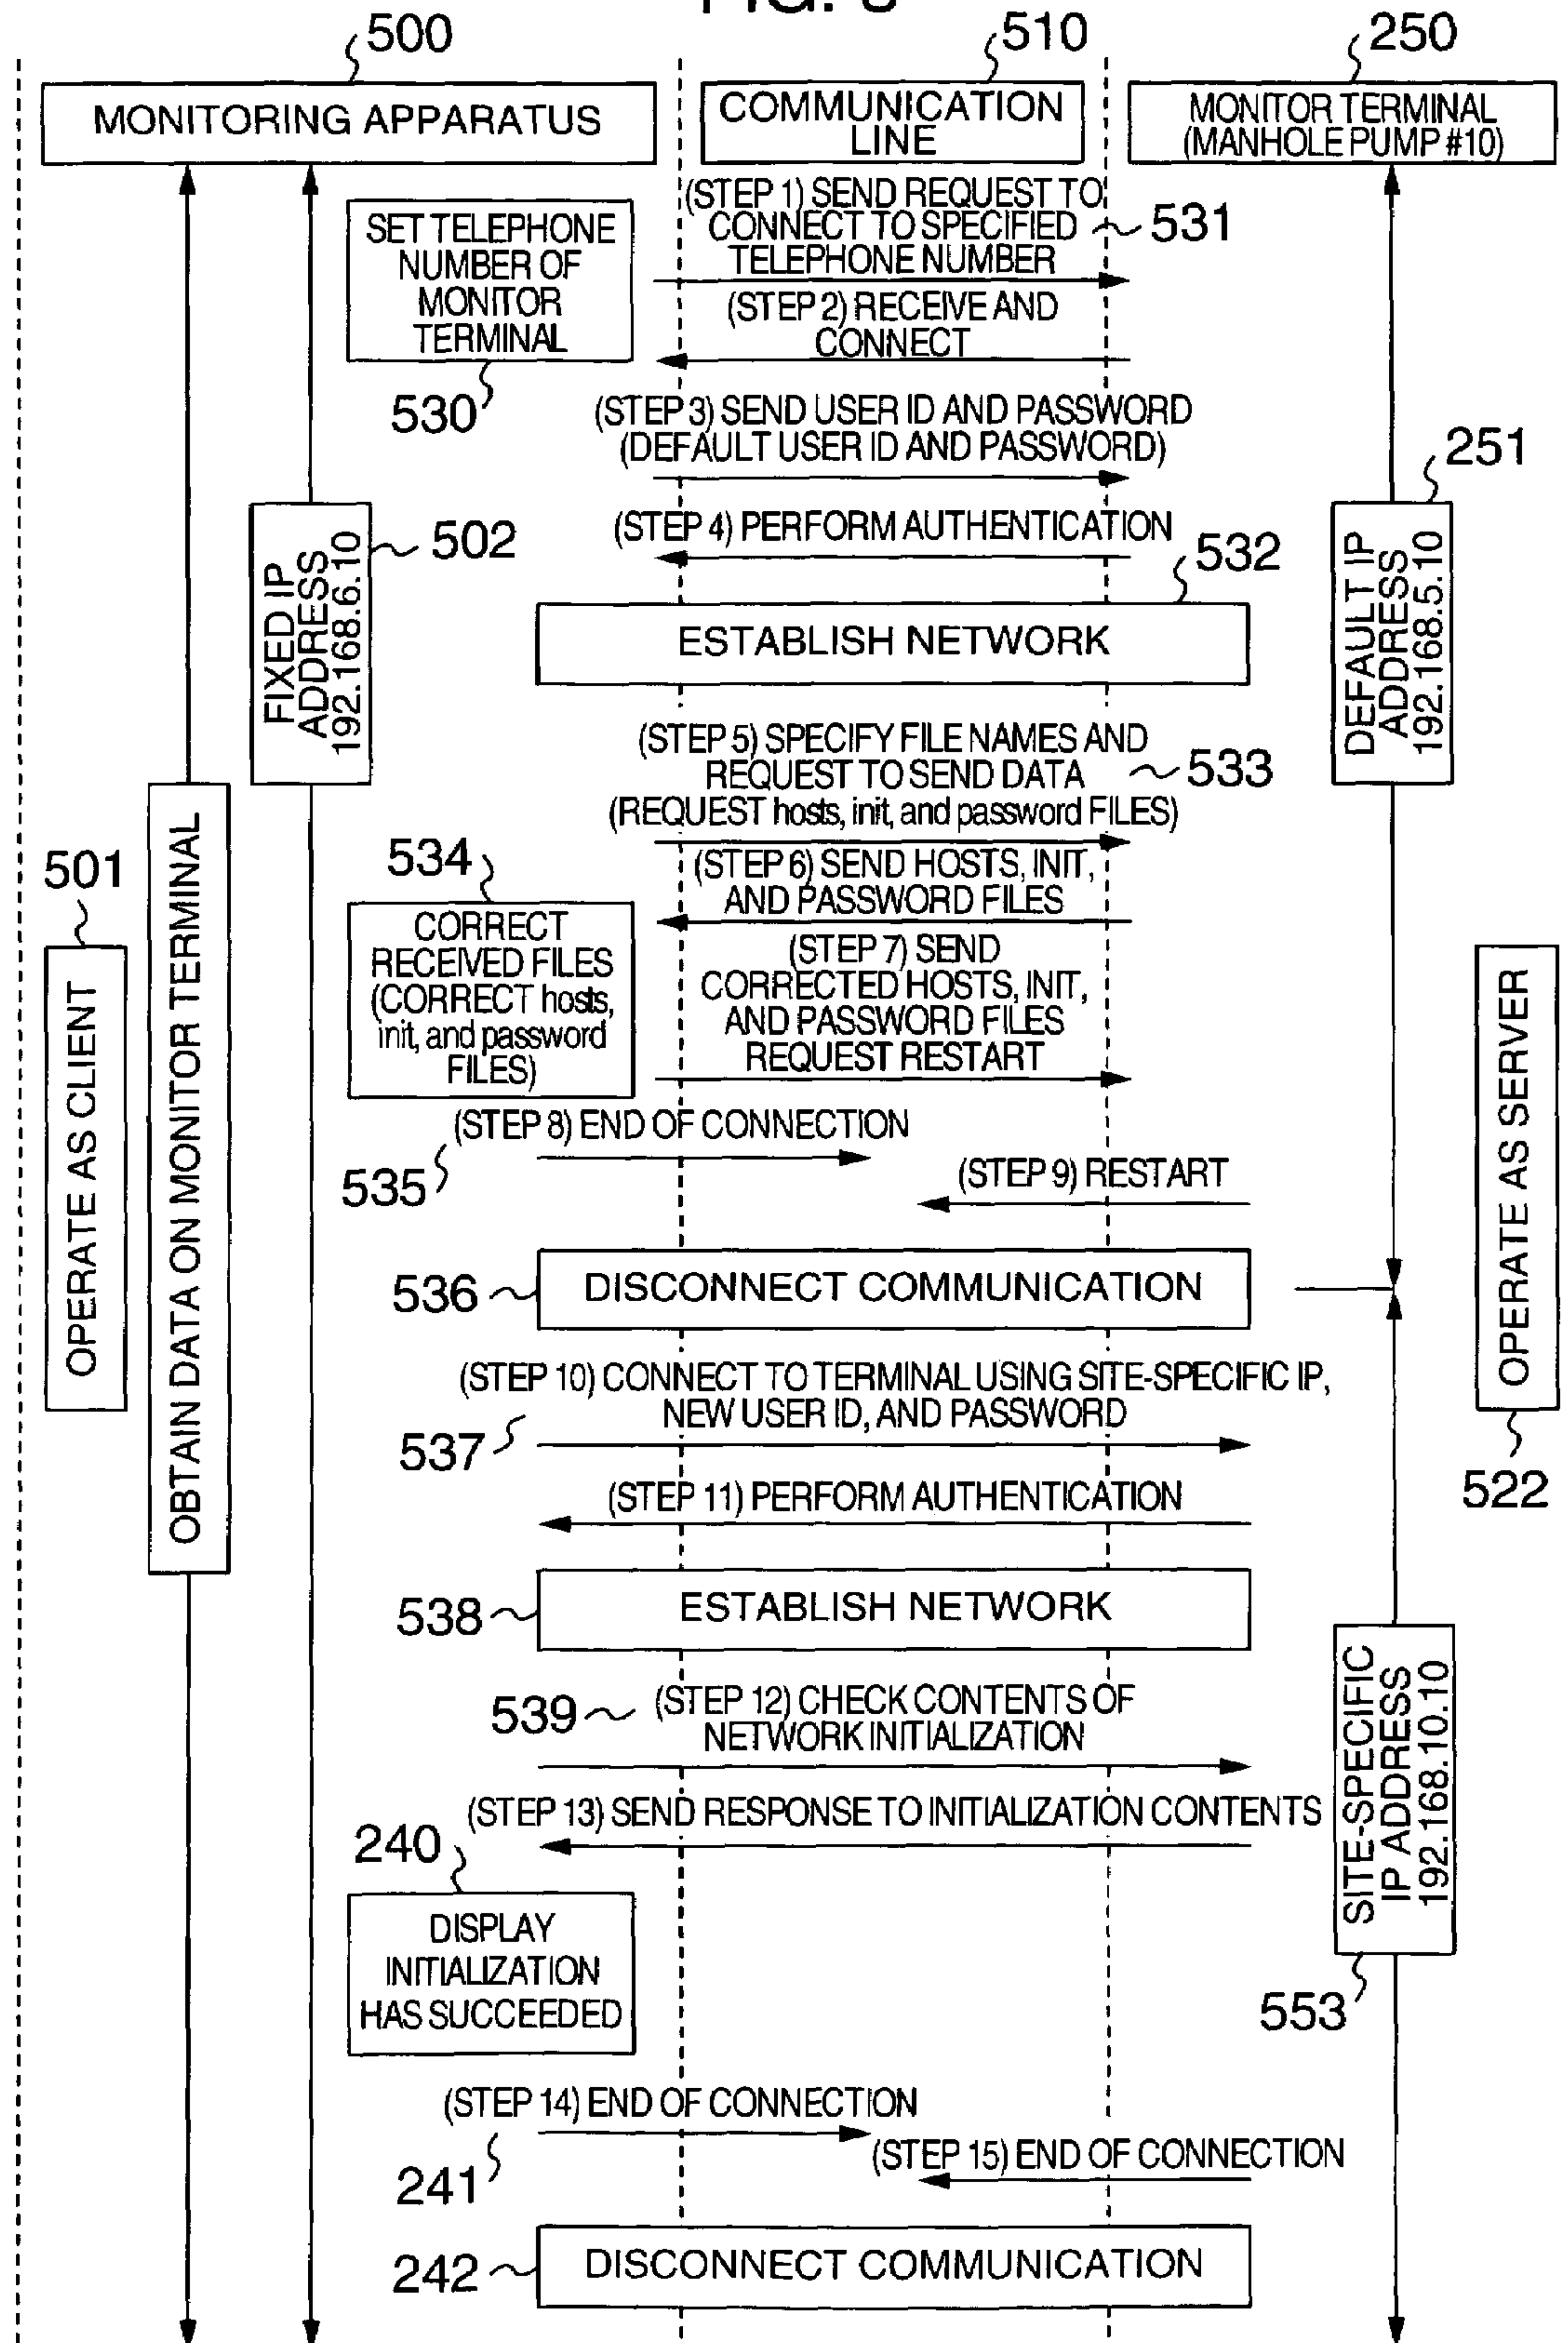 500
510
250
MONITORING APPARATUS
COMMUNICATION
LINE
MONITOR TERMINAL
(MANHOLE PUMP #10)
(STEP 1) SEND REQUEST TO
CONNECT TO SPECIFIED
TELEPHONE NUMBER
531
SET TELEPHONE
NUMBER OF
MONITOR
TERMINAL
530
(STEP 2) RECEIVE AND
CONNECT
(STEP 3) SEND USER ID AND PASSWORD
(DEFAULT USER ID AND PASSWORD)
251
FIXED IP
ADDRESS
192.168.6.10
502
(STEP 4) PERFORM AUTHENTICATION
532
DEFAULT IP
ADDRESS
192.168.5.10
ESTABLISH NETWORK
(STEP 5) SPECIFY FILE NAMES AND
REQUEST TO SEND DATA
(REQUEST hosts, init, and password FILES)
533
501
OPERATE AS CLIENT
OBTAIN DATA ON MONITOR TERMINAL
534
CORRECT
RECEIVED FILES
(CORRECT hosts,
init, and password
FILES)
(STEP 6) SEND HOSTS, INIT,
AND PASSWORD FILES
(STEP 7) SEND
CORRECTED HOSTS, INIT,
AND PASSWORD FILES
REQUEST RESTART
OPERATE AS SERVER
522
(STEP 8) END OF CONNECTION
535
(STEP 9) RESTART
536
DISCONNECT COMMUNICATION
(STEP 10) CONNECT TO TERMINAL USING SITE-SPECIFIC IP,
NEW USER ID, AND PASSWORD
537
(STEP 11) PERFORM AUTHENTICATION
538
ESTABLISH NETWORK
539
(STEP 12) CHECK CONTENTS OF
NETWORK INITIALIZATION
SITE-SPECIFIC
IP ADDRESS
192.168.10.10
553
(STEP 13) SEND RESPONSE TO INITIALIZATION CONTENTS
240
DISPLAY
INITIALIZATION
HAS SUCCEEDED
(STEP 14) END OF CONNECTION
241
(STEP 15) END OF CONNECTION
242
DISCONNECT COMMUNICATION